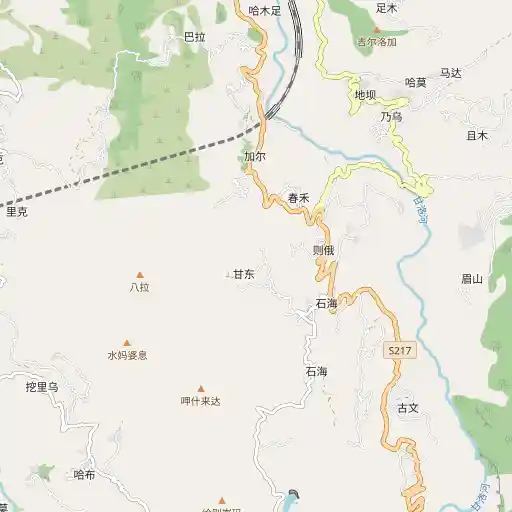 哈木足
足木
巴拉
吉尔洛加
马达
哈莫
地坝
乃乌
且木
加尔
春禾
甘洛河
里克
则俄
甘东
眉山
八拉
石海
S217
水妈婆息
石海
挖里乌
呷什来达
古文
哈布
甘洛河